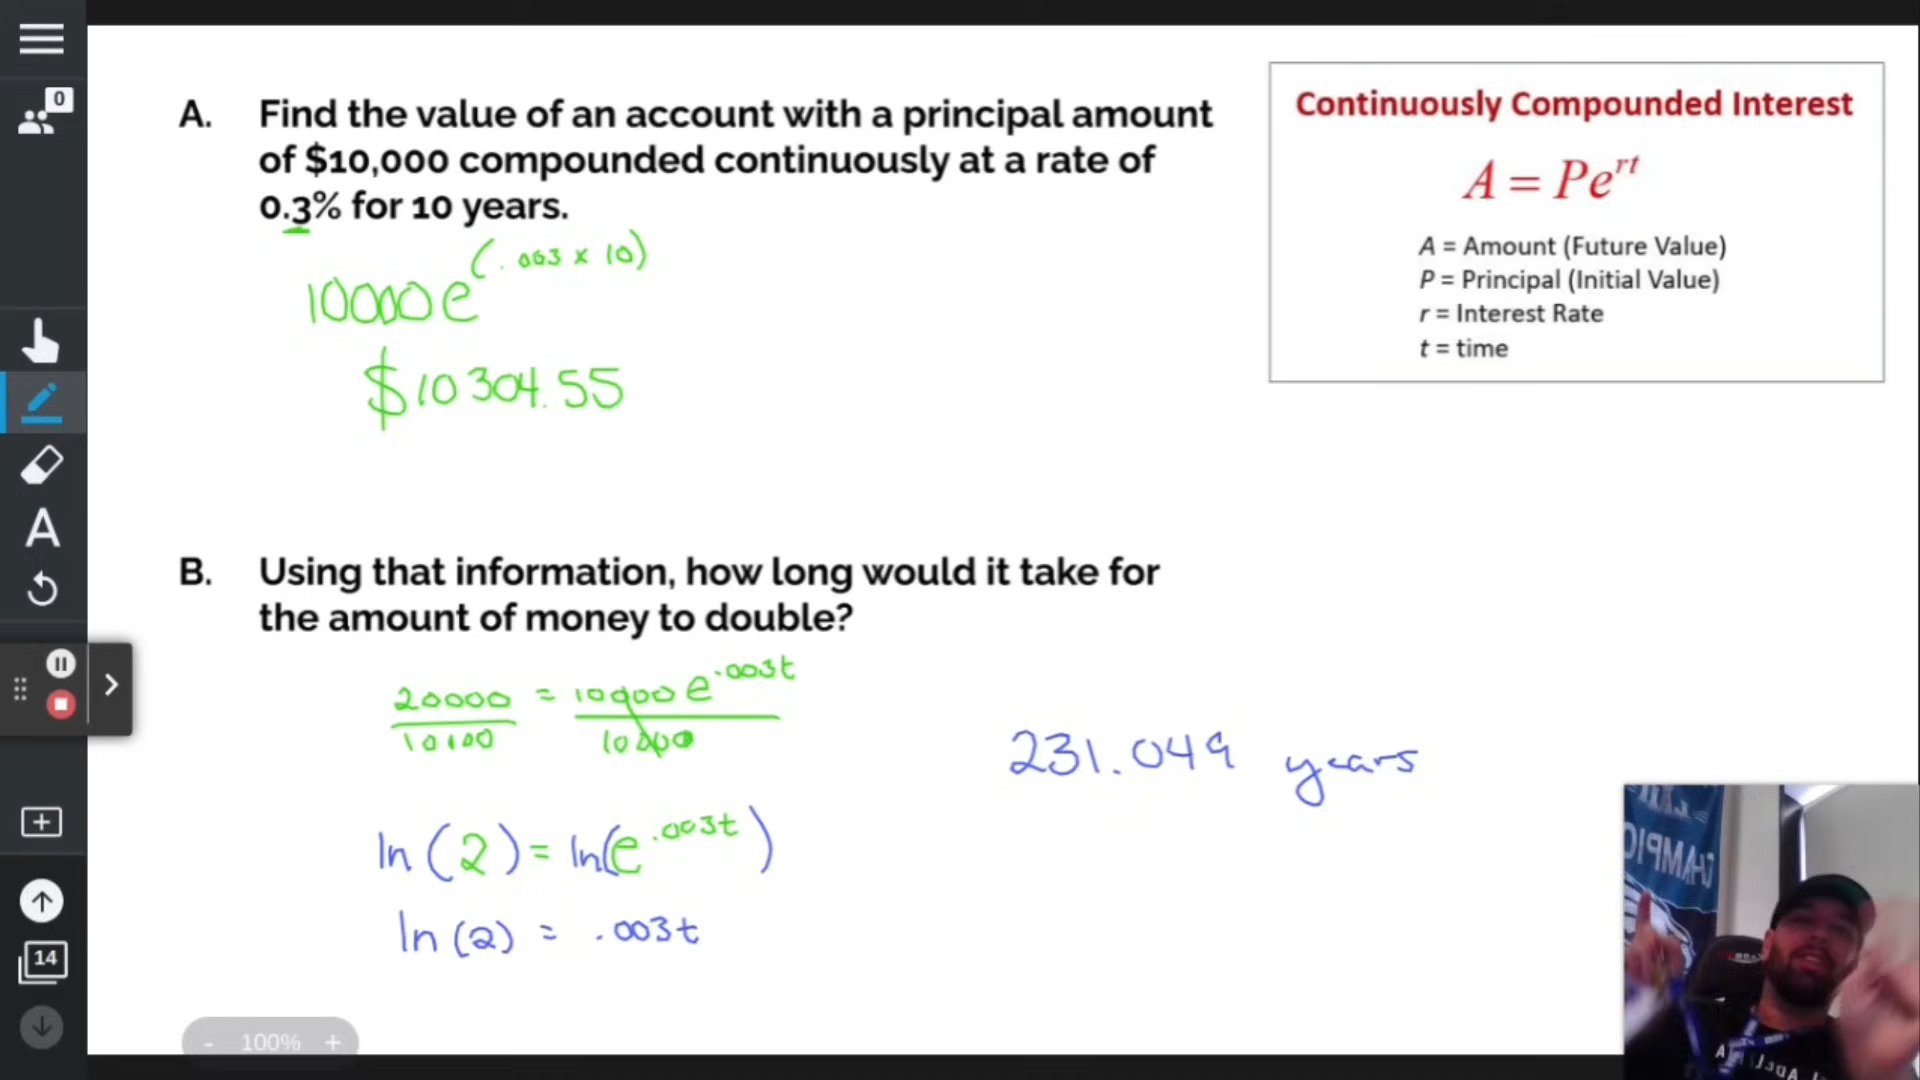 0
A. Find the value of an account with a principal amount
of $10,000 compounded continuously at a rate of
0.3% for 10 years.
(.003 x 10)
10000e
$10304.55
Continuously Compounded Interest
A = Pe^rt
A = Amount (Future Value)
P = Principal (Initial Value)
r = Interest Rate
t = time
A
B. Using that information, how long would it take for
the amount of money to double?
20000 = 10000 e^.003t
10000 10000
231.049 years
ln(2) = ln(e^.003t)
ln(2) = .003t
14
- 100% +